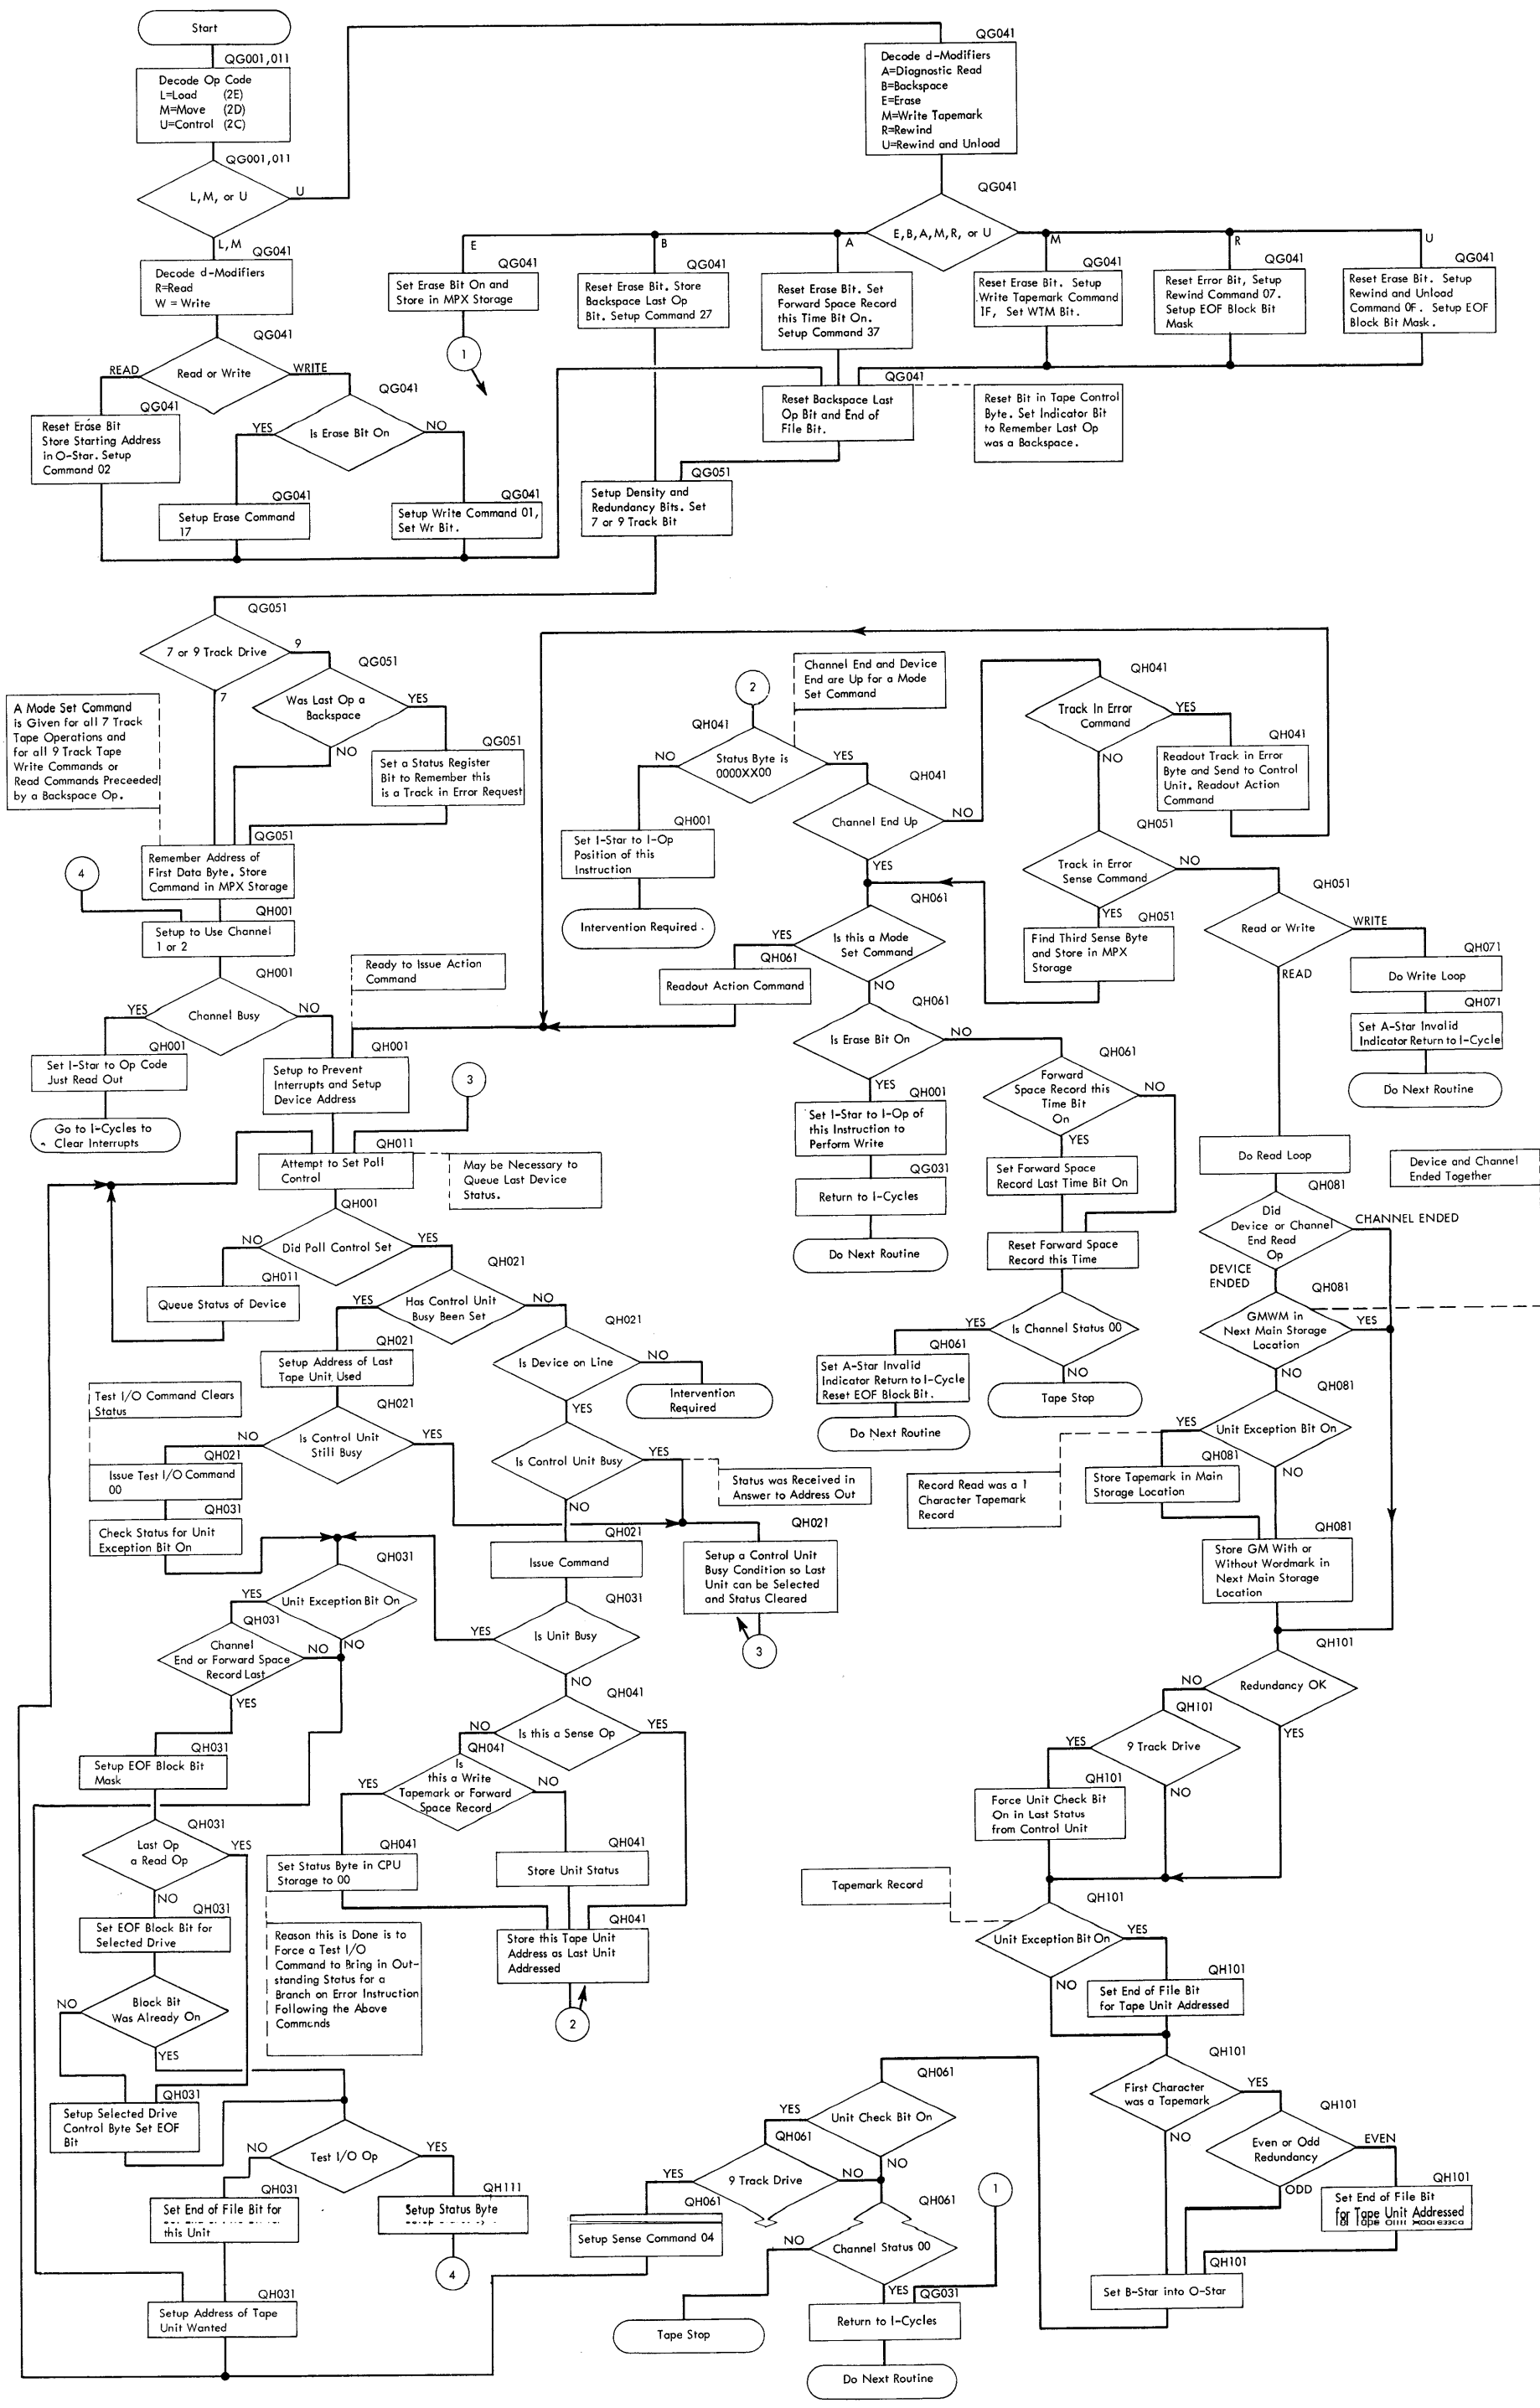 Start
QG001,011
Decode Op Code
L=Load (2E)
M=Move (2D)
U=Control (2C)
QG001,011
L,M, or U
U
L,M
QG041
Decode d-Modifiers
R=Read
W = Write
QG041
Read or Write
READ
WRITE
QG041
Reset Erase Bit
Store Starting Address
in O-Star. Setup
Command 02
QG041
Is Erase Bit On
YES
NO
QG041
Setup Erase Command
17
QG041
Setup Write Command 01,
Set Wr Bit.
QG041
Decode d-Modifiers
A=Diagnostic Read
B=Backspace
E=Erase
M=Write Tapemark
R=Rewind
U=Rewind and Unload
QG041
E,B,A,M,R, or U
E
B
A
M
R
U
QG041
Set Erase Bit On and
Store in MPX Storage
1
QG041
Reset Erase Bit. Store
Backspace Last Op
Bit. Setup Command 27
QG041
Reset Erase Bit. Set
Forward Space Record
this Time Bit On.
Setup Command 37
QG041
Reset Erase Bit. Setup
Write Tapemark Command
IF, Set WTM Bit.
QG041
Reset Error Bit, Setup
Rewind Command 07.
Setup EOF Block Bit
Mask
QG041
Reset Erase Bit. Setup
Rewind and Unload
Command 0F. Setup EOF
Block Bit Mask.
QG041
Reset Backspace Last
Op Bit and End of
File Bit.
Reset Bit in Tape Control
Byte. Set Indicator Bit
to Remember Last Op
was a Backspace.
QG051
Setup Density and
Redundancy Bits. Set
7 or 9 Track Bit
QG051
7 or 9 Track Drive
9
7
QG051
Was Last Op a
Backspace
YES
NO
QG051
Set a Status Register
Bit to Remember this
is a Track in Error Request
A Mode Set Command
is Given for all 7 Track
Tape Operations and
for all 9 Track Tape
Write Commands or
Read Commands Preceeded
by a Backspace Op.
QG051
Remember Address of
First Data Byte. Store
Command in MPX Storage
4
QH001
Setup to Use Channel
1 or 2
QH001
Channel Busy
YES
NO
QH001
Set I-Star to Op Code
Just Read Out
Go to I-Cycles to
Clear Interrupts
Ready to Issue Action
Command
QH001
Setup to Prevent
Interrupts and Setup
Device Address
3
QH011
Attempt to Set Poll
Control
May be Necessary to
Queue Last Device
Status.
QH001
Did Poll Control Set
NO
YES
QH011
Queue Status of Device
QH021
Has Control Unit
Busy Been Set
YES
NO
QH021
Setup Address of Last
Tape Unit Used
QH021
Is Device on Line
NO
YES
Intervention
Required
QH021
Is Control Unit
Still Busy
NO
YES
Test I/O Command Clears
Status
QH021
Issue Test I/O Command
00
QH031
Check Status for Unit
Exception Bit On
Is Control Unit Busy
YES
NO
Status was Received in
Answer to Address Out
QH021
Issue Command
QH021
Setup a Control Unit
Busy Condition so Last
Unit can be Selected
and Status Cleared
3
QH031
Unit Exception Bit On
YES
NO
QH031
Channel
End or Forward Space
Record Last
NO
YES
QH031
Is Unit Busy
YES
NO
QH041
Is this a Sense Op
NO
YES
QH041
Is
this a Write
Tapemark or Forward
Space Record
YES
NO
QH041
Set Status Byte in CPU
Storage to 00
QH041
Store Unit Status
Reason this is Done is to
Force a Test I/O
Command to Bring in Out-
standing Status for a
Branch on Error Instruction
Following the Above
Commends
QH041
Store this Tape Unit
Address as Last Unit
Addressed
2
QH031
Setup EOF Block Bit
Mask
QH031
Last Op
a Read Op
YES
NO
QH031
Set EOF Block Bit for
Selected Drive
Block Bit
Was Already On
NO
YES
QH031
Setup Selected Drive
Control Byte Set EOF
Bit
Test I/O Op
NO
YES
QH031
Set End of File Bit for
this Unit
QH111
Setup Status Byte
4
QH031
Setup Address of Tape
Unit Wanted
2
Channel End and Device
End are Up for a Mode
Set Command
QH041
Status Byte is
0000XX00
NO
YES
QH001
Set I-Star to I-Op
Position of this
Instruction
Intervention Required .
QH041
Channel End Up
NO
YES
QH041
Track In Error
Command
YES
NO
QH041
Readout Track in Error
Byte and Send to Control
Unit. Readout Action
Command
QH051
Track in Error
Sense Command
NO
YES
QH051
Find Third Sense Byte
and Store in MPX
Storage
QH061
Is this a Mode
Set Command
YES
NO
QH061
Readout Action Command
QH061
Is Erase Bit On
NO
YES
QH001
Set I-Star to I-Op of
this Instruction to
Perform Write
QG031
Return to I-Cycles
Do Next Routine
QH061
Forward
Space Record this
Time Bit
On
NO
YES
Set Forward Space
Record Last Time Bit On
Reset Forward Space
Record this Time
Is Channel Status 00
YES
NO
QH061
Set A-Star Invalid
Indicator Return to I-Cycle
Reset EOF Block Bit.
Do Next Routine
Tape Stop
QH051
Read or Write
WRITE
READ
QH071
Do Write Loop
QH071
Set A-Star Invalid
Indicator Return to I-Cycle
Do Next Routine
Do Read Loop
Device and Channel
Ended Together
QH081
Did
Device or Channel
End Read
Op
CHANNEL ENDED
DEVICE
ENDED
QH081
GMWM in
Next Main Storage
Location
YES
NO
QH081
Unit Exception Bit On
YES
NO
Record Read was a 1
Character Tapemark
Record
QH081
Store Tapemark in Main
Storage Location
QH081
Store GM With or
Without Wordmark in
Next Main Storage
Location
QH101
Redundancy OK
NO
YES
QH101
9 Track Drive
YES
NO
QH101
Force Unit Check Bit
On in Last Status
from Control Unit
Tapemark Record
QH101
Unit Exception Bit On
YES
NO
QH101
Set End of File Bit
for Tape Unit Addressed
QH101
First Character
was a Tapemark
YES
NO
QH101
Even or Odd
Redundancy
EVEN
ODD
QH101
Set End of File Bit
for Tape Unit Addressed
QH101
Set B-Star into O-Star
QH061
Unit Check Bit On
YES
NO
QH061
9 Track Drive
YES
NO
QH061
Setup Sense Command 04
1
QH061
Channel Status 00
NO
YES
Tape Stop
QG031
Return to I-Cycles
Do Next Routine